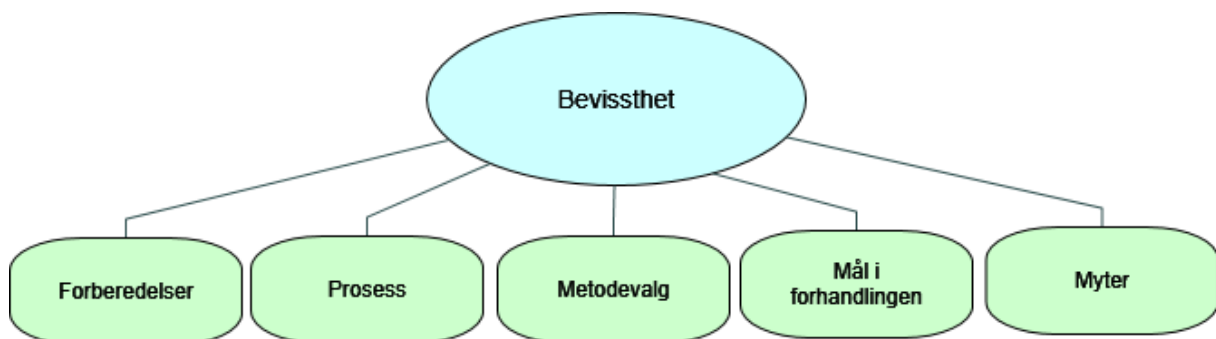 Bevissthet
Forberedelser
Prosess
Metodevalg
Mål i
forhandlingen
Myter